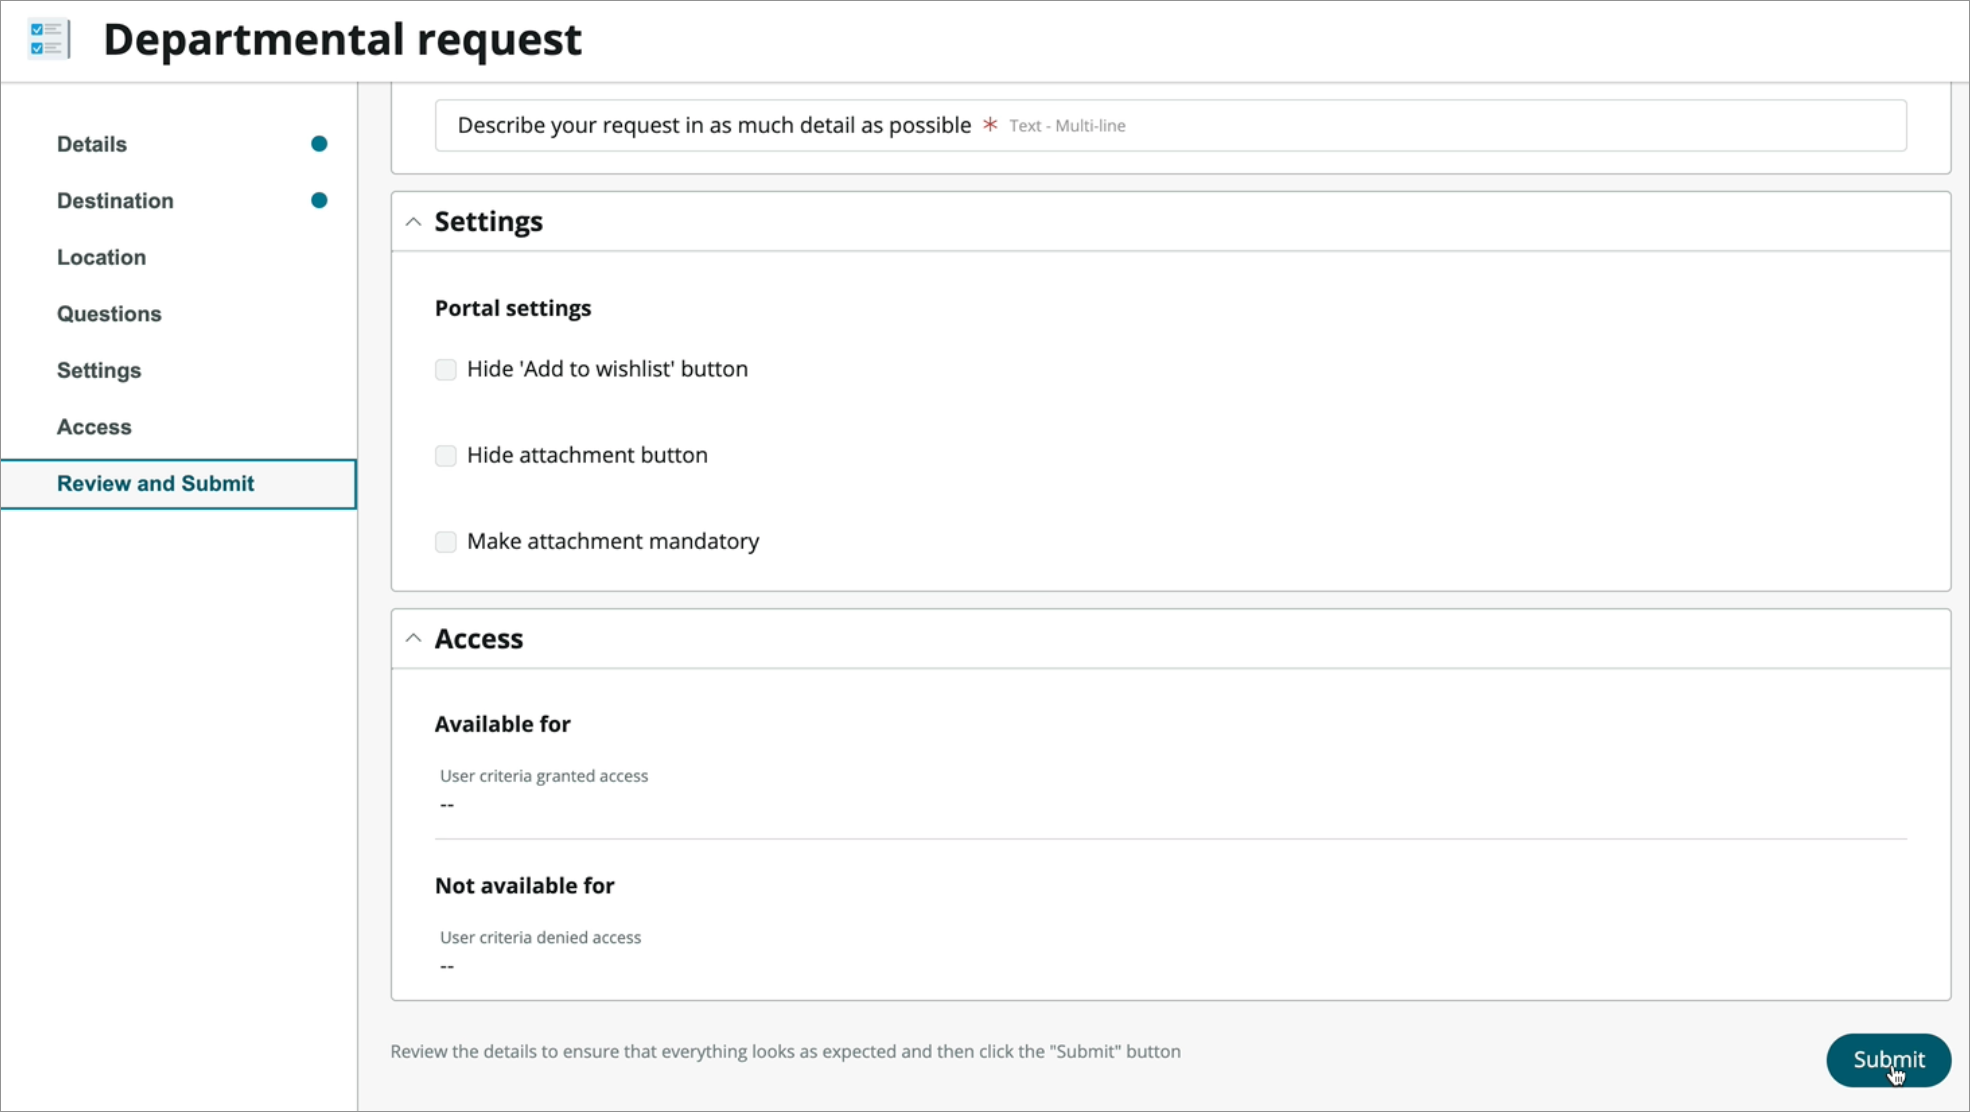 Departmental request
Details
Destination
Location
Questions
Settings
Access
Review and Submit
Describe your request in as much detail as possible * Text - Multi-line
Settings
Portal settings
Hide 'Add to wishlist' button
Hide attachment button
Make attachment mandatory
Access
Available for
User criteria granted access
--
Not available for
User criteria denied access
--
Review the details to ensure that everything looks as expected and then click the "Submit" button
Submit